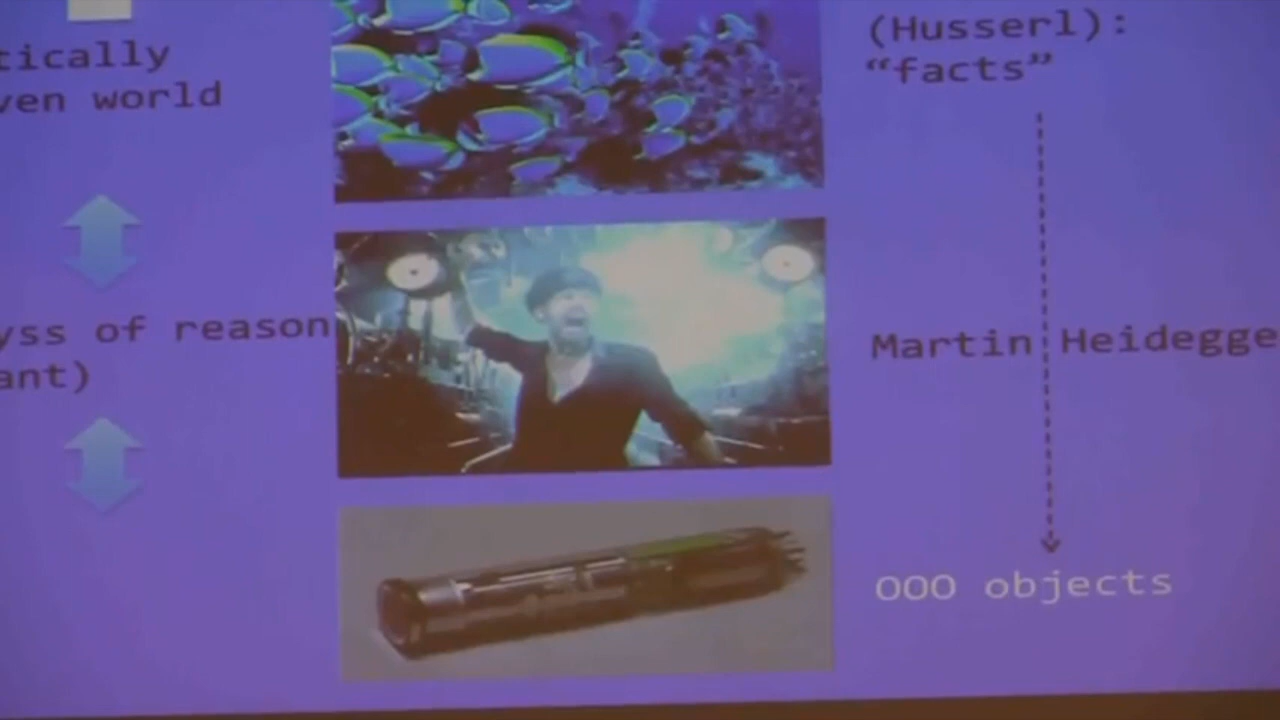 tically
ven world
yss of reason
ant)
(Husserl):
“facts”
Martin Heidegge
OOO objects